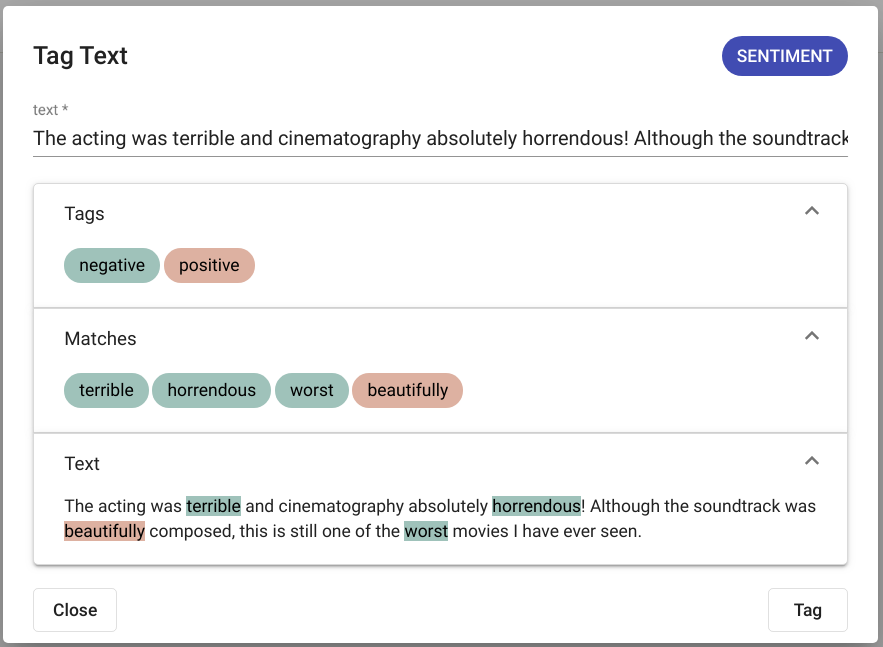 Tag Text
SENTIMENT
text *
The acting was terrible and cinematography absolutely horrendous! Although the soundtrack
Tags
negative positive
Matches
terrible horrendous worst beautifully
Text
The acting was terrible and cinematography absolutely horrendous! Although the soundtrack was
beautifully composed, this is still one of the worst movies I have ever seen.
Close
Tag